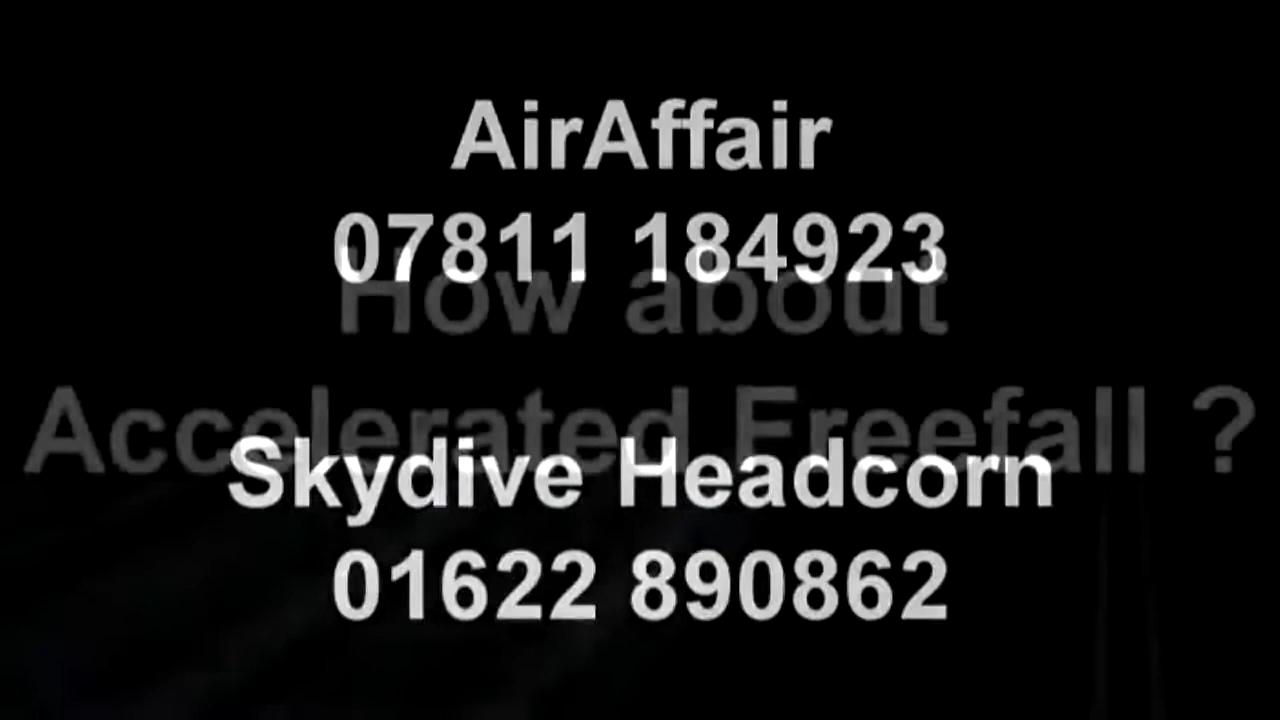 AirAffair
07811 184923
How about
Accelerated Freefall ?
Skydive Headcorn
01622 890862